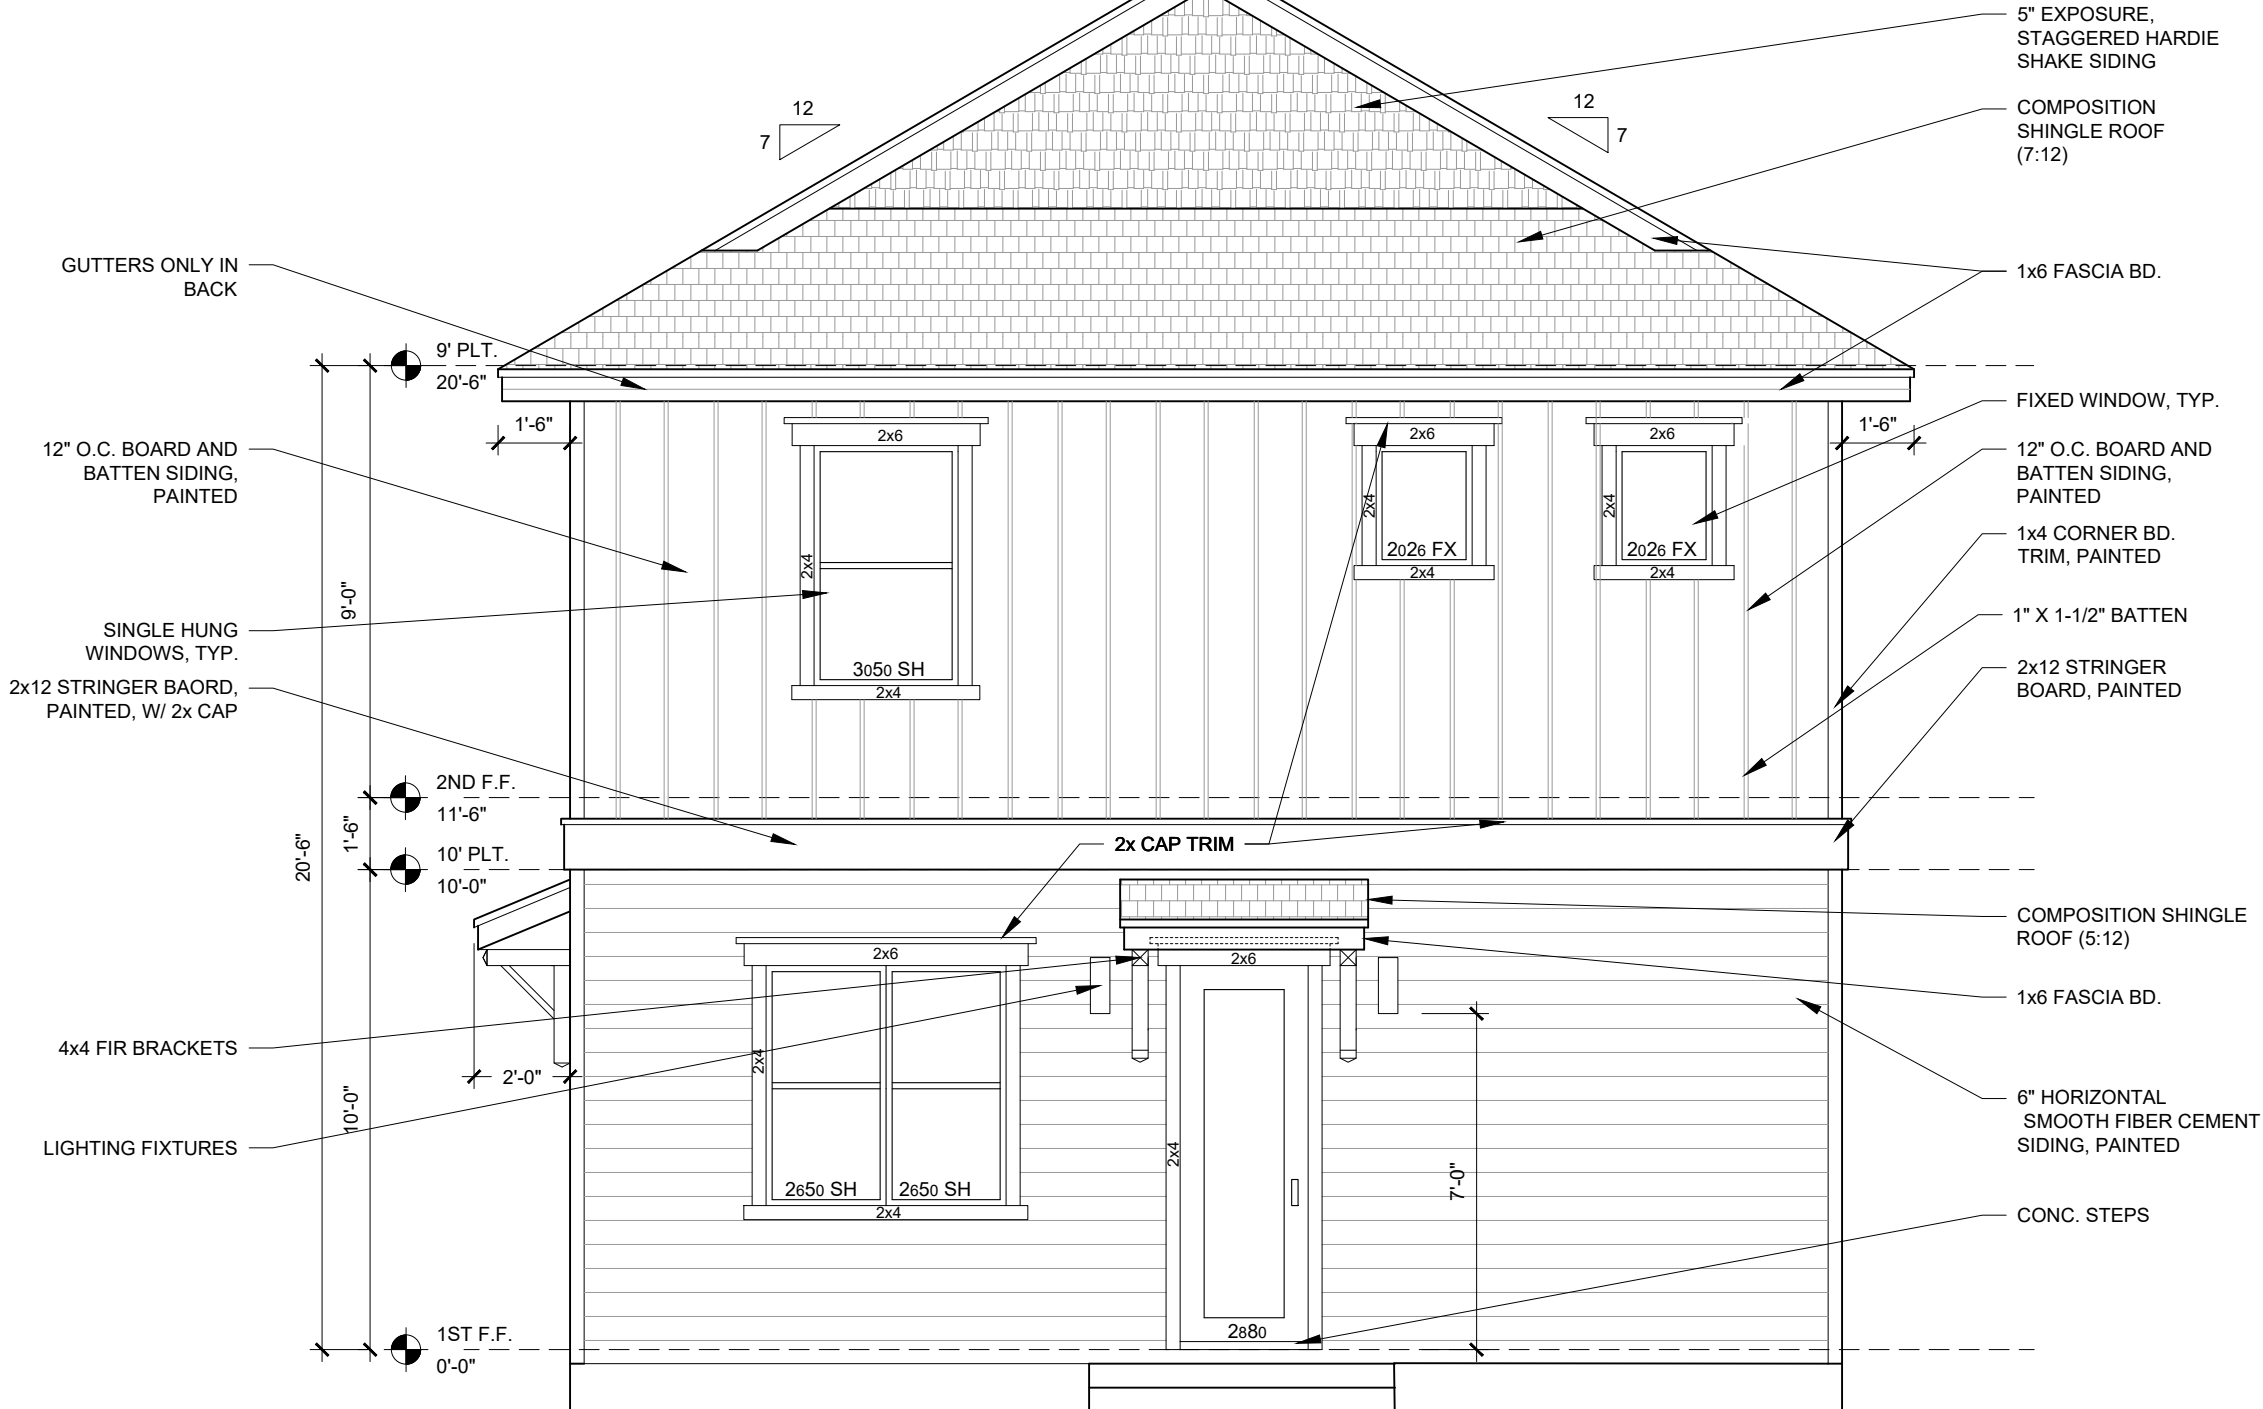 5" EXPOSURE,
STAGGERED HARDIE
SHAKE SIDING
COMPOSITION
SHINGLE ROOF
(7:12)
12
7
12
7
GUTTERS ONLY IN
BACK
1x6 FASCIA BD.
9' PLT.
20'-6"
1'-6"
1'-6"
FIXED WINDOW, TYP.
12" O.C. BOARD AND
BATTEN SIDING,
PAINTED
12" O.C. BOARD AND
BATTEN SIDING,
PAINTED
2x6
2x6
2x6
2x4
2x4
2x4
2026 FX
2026 FX
2x4
2x4
1x4 CORNER BD.
TRIM, PAINTED
9'-0"
1" X 1-1/2" BATTEN
SINGLE HUNG
WINDOWS, TYP.
3050 SH
2x4
2x12 STRINGER
BOARD, PAINTED
2x12 STRINGER BAORD,
PAINTED, W/ 2x CAP
2ND F.F.
11'-6"
1'-6"
20'-6"
2x CAP TRIM
10' PLT.
10'-0"
COMPOSITION SHINGLE
ROOF (5:12)
2x6
2x6
1x6 FASCIA BD.
4x4 FIR BRACKETS
2x4
2'-0"
10'-0"
6" HORIZONTAL
SMOOTH FIBER CEMENT
SIDING, PAINTED
LIGHTING FIXTURES
2x4
7'-0"
2650 SH
2650 SH
2x4
CONC. STEPS
2880
1ST F.F.
0'-0"